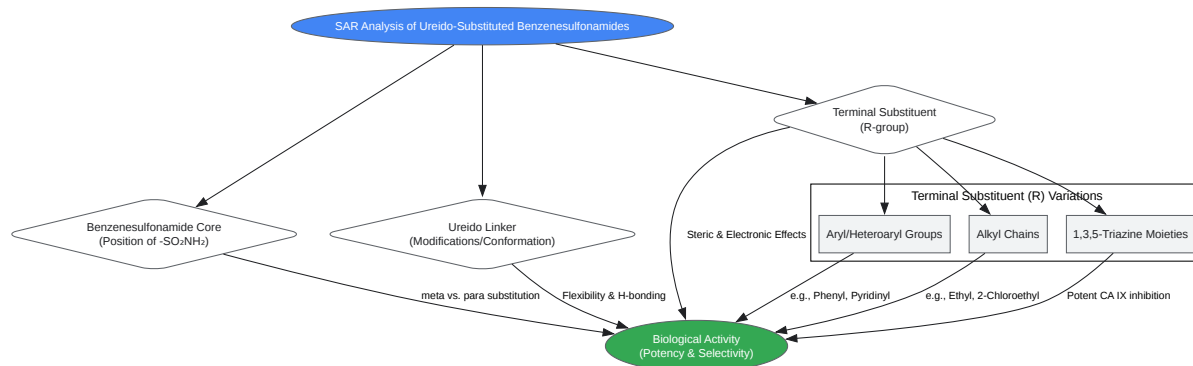 SAR Analysis of Ureido-Substituted Benzenesulfonamides
Terminal Substituent
(R-group)
Terminal Substituent (R) Variations
Benzenesulfonamide Core
(Position of -SO₂NH₂)
Ureido Linker
(Modifications/Conformation)
Steric & Electronic Effects
Aryl/Heteroaryl Groups
Alkyl Chains
1,3,5-Triazine Moieties
meta vs. para substitution
Flexibility & H-bonding
e.g., Phenyl, Pyridinyl
e.g., Ethyl, 2-Chloroethyl
Potent CA IX inhibition
Biological Activity
(Potency & Selectivity)